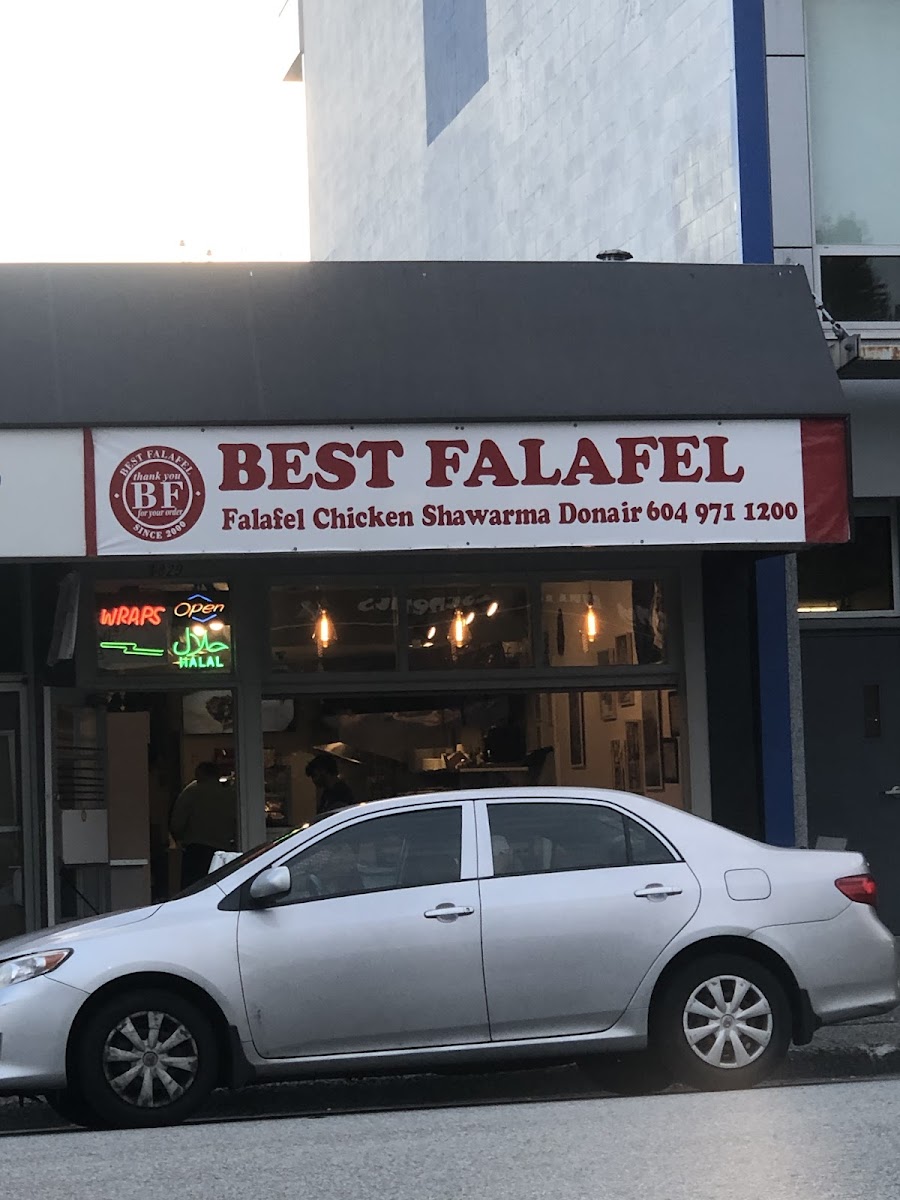 BEST FALAFEL
thank you
BF
for your order
SINCE 2000
BEST FALAFEL
Falafel Chicken Shawarma Donair 604 971 1200
WRAPS
Open
حلال
HALAL